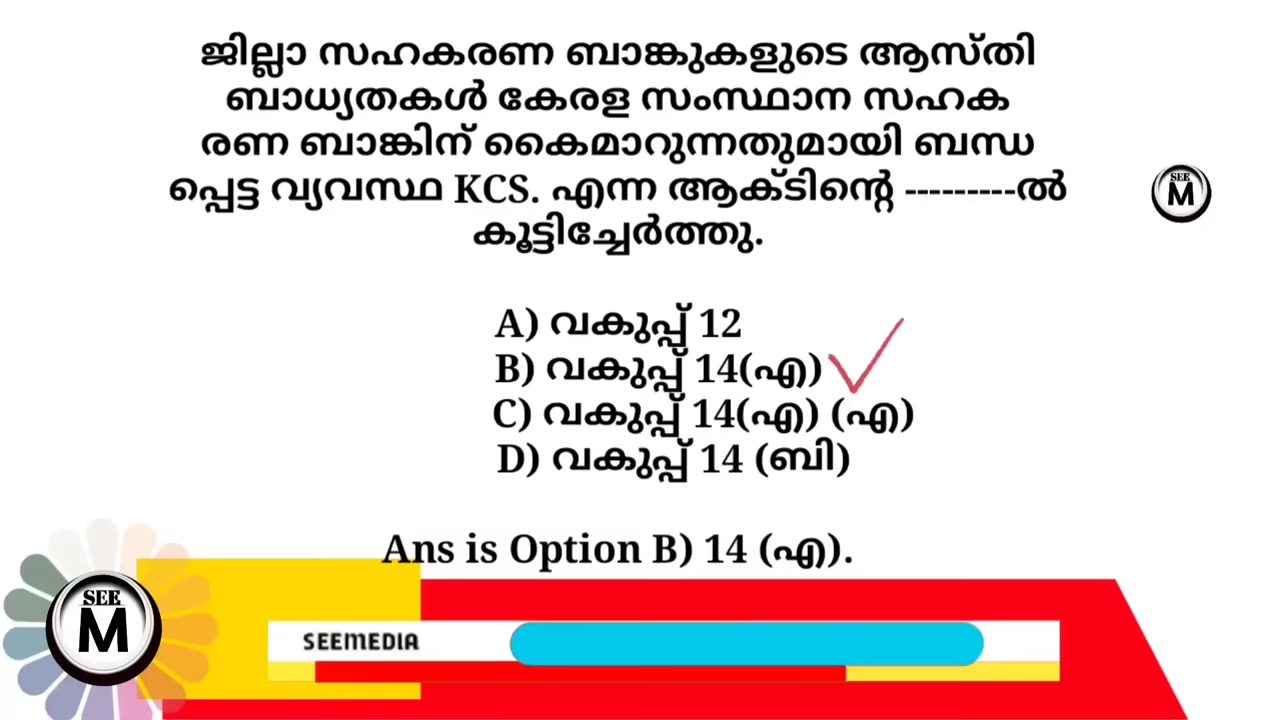 ജില്ലാ സഹകരണ ബാങ്കുകളുടെ ആസ്തി
ബാധ്യതകൾ കേരള സംസ്ഥാന സഹക
രണ ബാങ്കിന് കൈമാറുന്നതുമായി ബന്ധ
പ്പെട്ട വ്യവസ്ഥ KCS. എന്ന ആക്ടിന്റെ ---------ൽ
കൂട്ടിച്ചേർത്തു.
SEE
M
A) വകുപ്പ് 12
B) വകുപ്പ് 14(എ)
C) വകുപ്പ് 14(എ) (എ)
D) വകുപ്പ് 14 (ബി)
Ans is Option B) 14 (എ).
SEE
M
SEEMEDIA